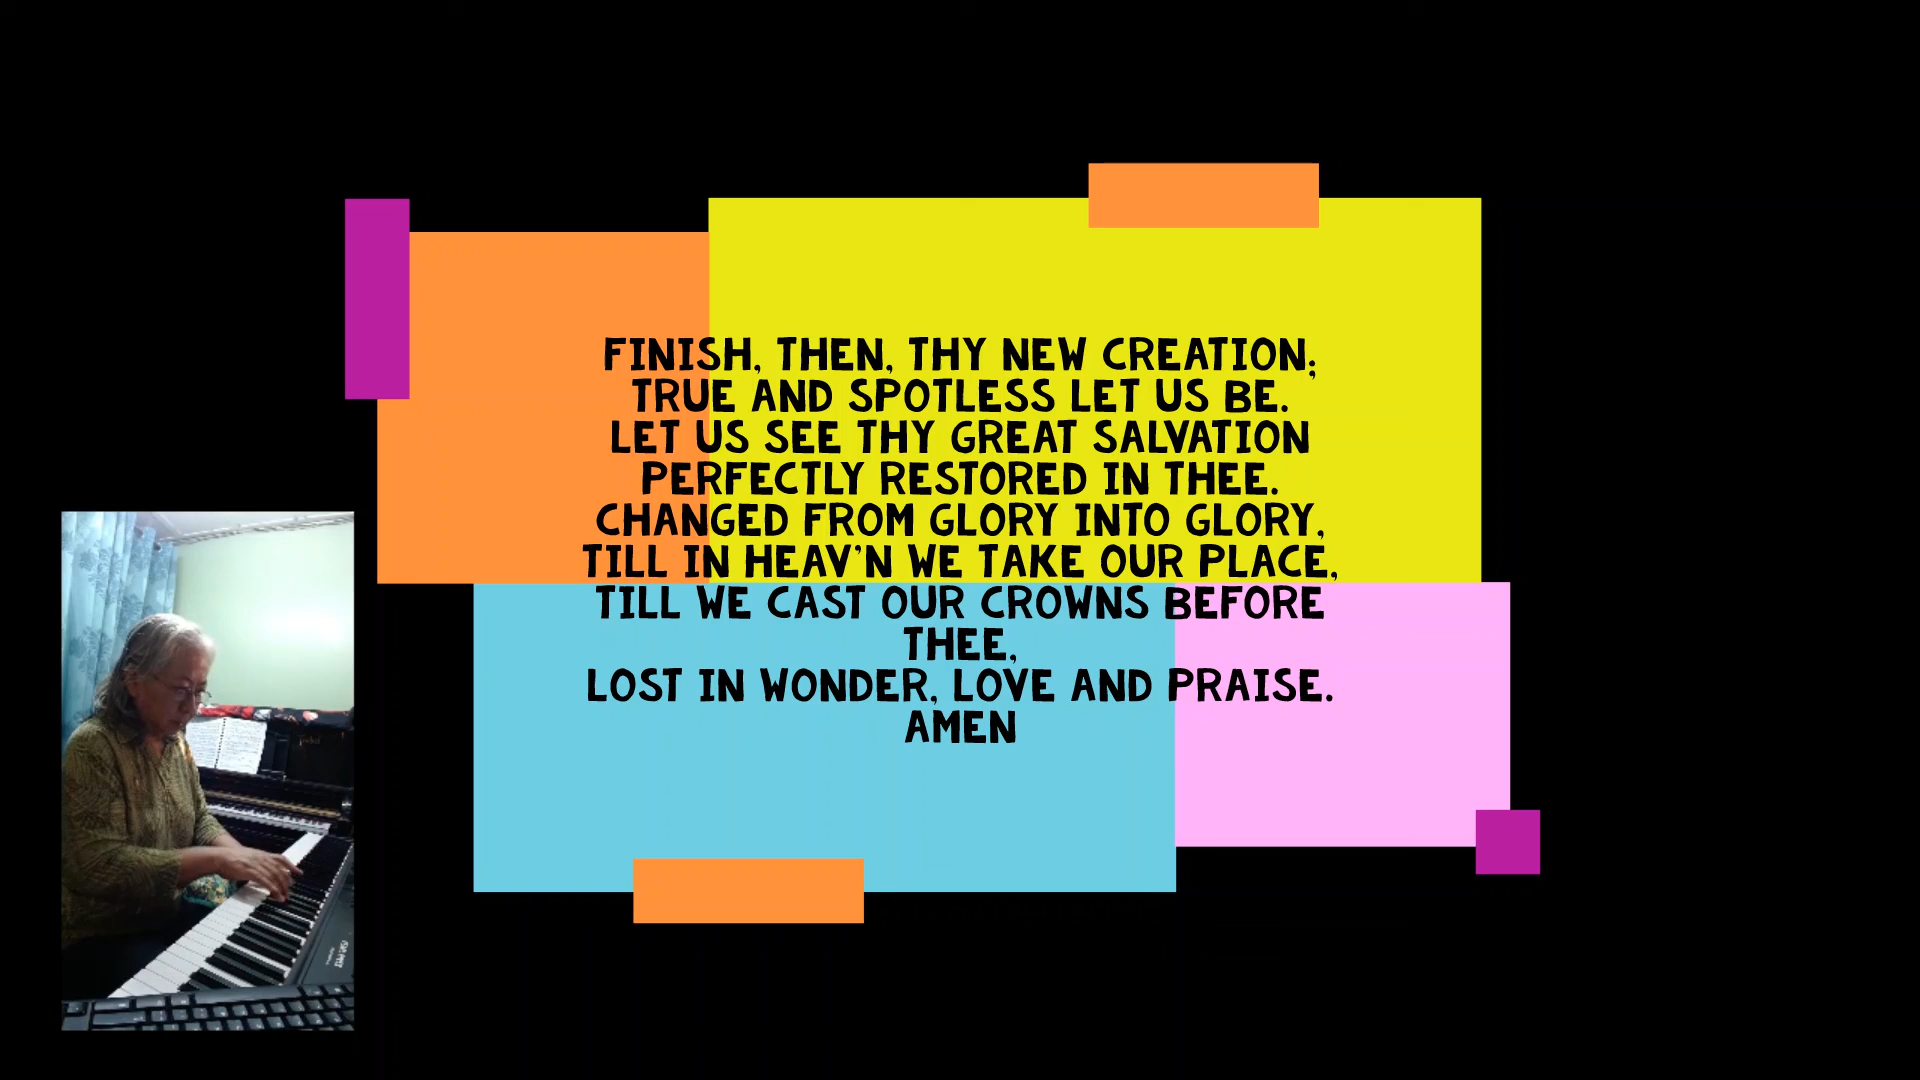 FINISH, THEN, THY NEW CREATION;
TRUE AND SPOTLESS LET US BE.
LET US SEE THY GREAT SALVATION
PERFECTLY RESTORED IN THEE.
CHANGED FROM GLORY INTO GLORY,
TILL IN HEAV'N WE TAKE OUR PLACE,
TILL WE CAST OUR CROWNS BEFORE
THEE,
LOST IN WONDER, LOVE AND PRAISE.
AMEN